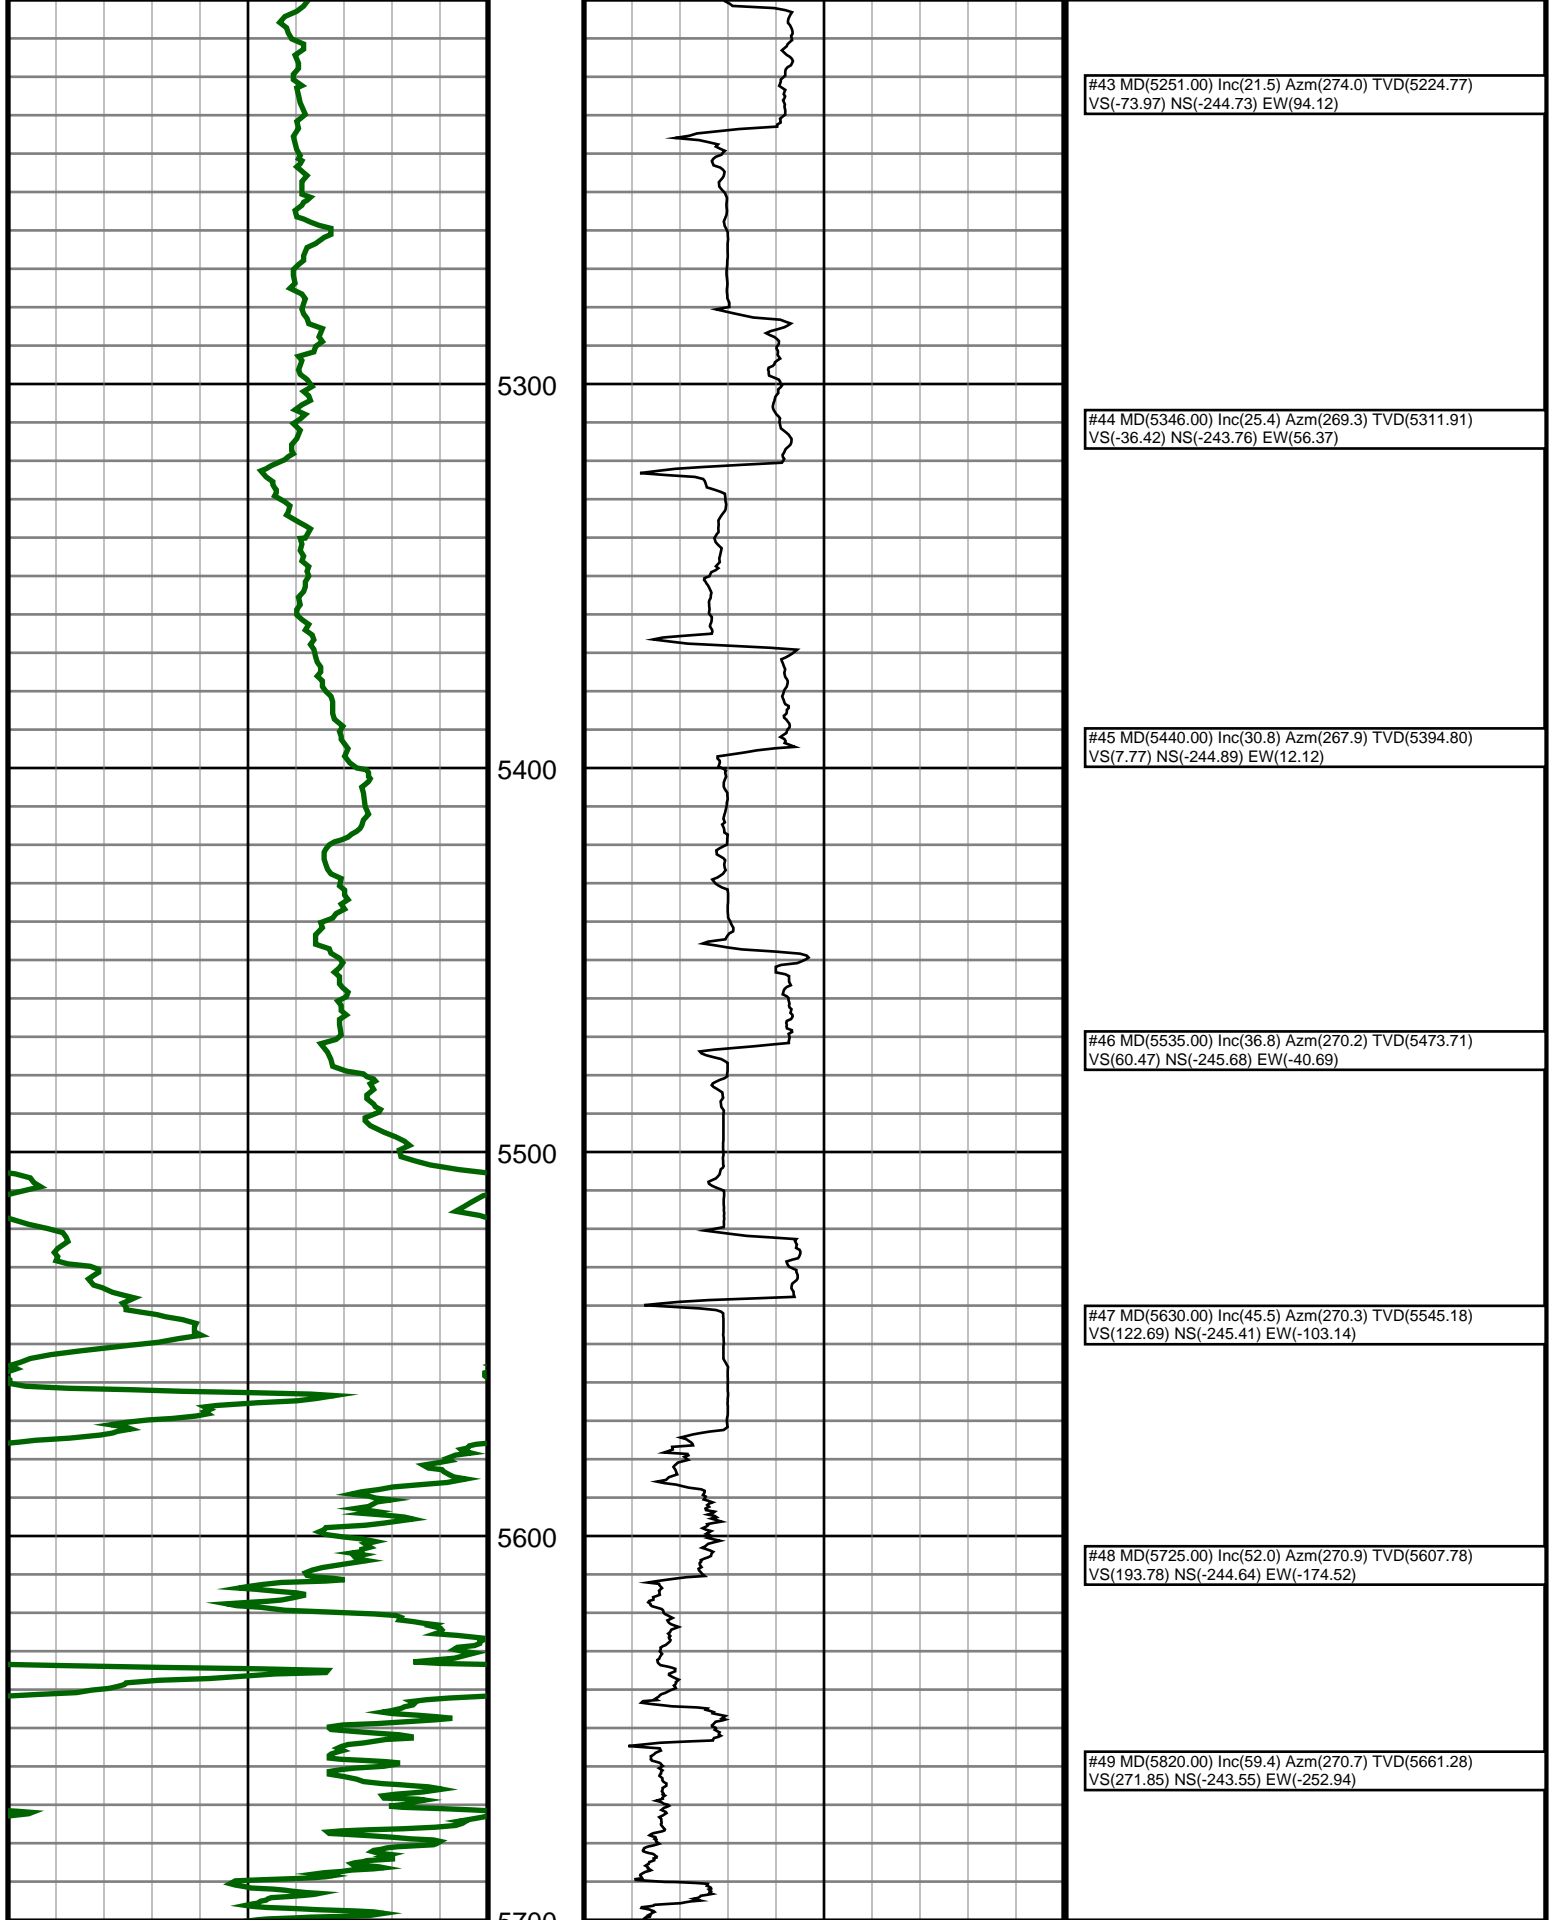 #43 MD(5251.00) Inc(21.5) Azm(274.0) TVD(5224.77)
VS(-73.97) NS(-244.73) EW(94.12)
5300
#44 MD(5346.00) Inc(25.4) Azm(269.3) TVD(5311.91)
VS(-36.42) NS(-243.76) EW(56.37)
#45 MD(5440.00) Inc(30.8) Azm(267.9) TVD(5394.80)
VS(7.77) NS(-244.89) EW(12.12)
5400
#46 MD(5535.00) Inc(36.8) Azm(270.2) TVD(5473.71)
VS(60.47) NS(-245.68) EW(-40.69)
5500
#47 MD(5630.00) Inc(45.5) Azm(270.3) TVD(5545.18)
VS(122.69) NS(-245.41) EW(-103.14)
5600
#48 MD(5725.00) Inc(52.0) Azm(270.9) TVD(5607.78)
VS(193.78) NS(-244.64) EW(-174.52)
#49 MD(5820.00) Inc(59.4) Azm(270.7) TVD(5661.28)
VS(271.85) NS(-243.55) EW(-252.94)
5700